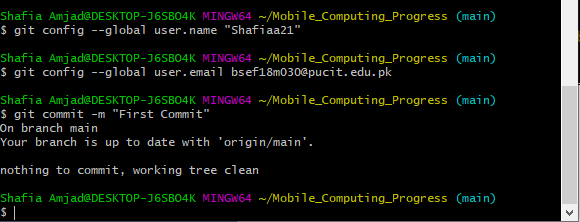 Shafia Amjad@DESKTOP-J6SBO4K MINGW64 ~/Mobile_Computing_Progress (main)
$ git config --global user.name "Shafiaa21"
Shafia Amjad@DESKTOP-J6SBO4K MINGW64 ~/Mobile_Computing_Progress (main)
$ git config --global user.email bsef18m030@pucit.edu.pk
Shafia Amjad@DESKTOP-J6SBO4K MINGW64 ~/Mobile_Computing_Progress (main)
$ git commit -m "First Commit"
On branch main
Your branch is up to date with 'origin/main'.
nothing to commit, working tree clean
Shafia Amjad@DESKTOP-J6SBO4K MINGW64 ~/Mobile_Computing_Progress (main)
$